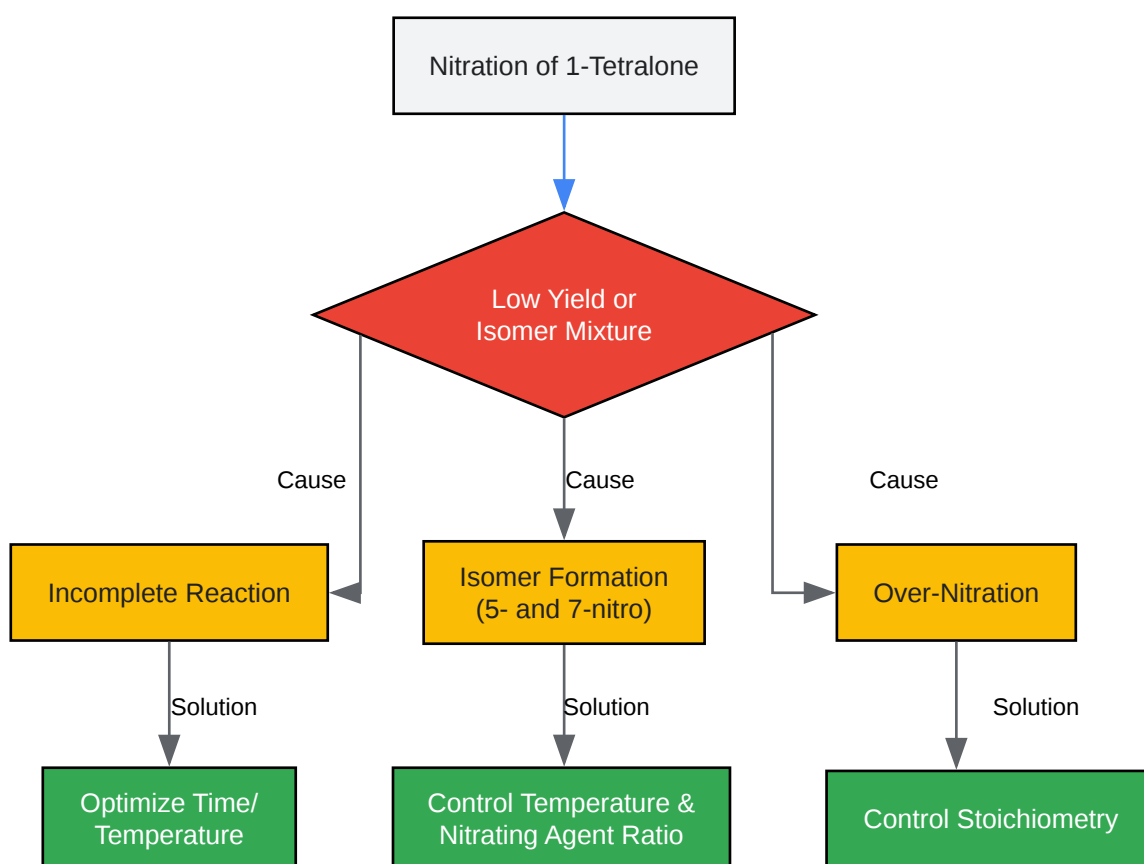 Nitration of 1-Tetralone
Low Yield or
Isomer Mixture
Cause
Cause
Cause
Incomplete Reaction
Isomer Formation
(5- and 7-nitro)
Over-Nitration
Solution
Solution
Solution
Optimize Time/
Temperature
Control Temperature &
Nitrating Agent Ratio
Control Stoichiometry